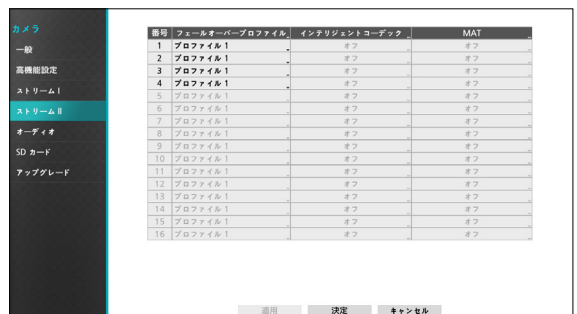 カメラ
一般
高機能設定
ストリーム I
ストリーム II
オーディオ
SD カード
アップグレード
番号 フェールオーバープロファイル インテリジェントコーデック MAT
1 プロファイル 1 オフ オフ
2 プロファイル 1 オフ オフ
3 プロファイル 1 オフ オフ
4 プロファイル 1 オフ オフ
5 プロファイル 1 オフ オフ
6 プロファイル 1 オフ オフ
7 プロファイル 1 オフ オフ
8 プロファイル 1 オフ オフ
9 プロファイル 1 オフ オフ
10 プロファイル 1 オフ オフ
11 プロファイル 1 オフ オフ
12 プロファイル 1 オフ オフ
13 プロファイル 1 オフ オフ
14 プロファイル 1 オフ オフ
15 プロファイル 1 オフ オフ
16 プロファイル 1 オフ オフ
適用 決定 キャンセル